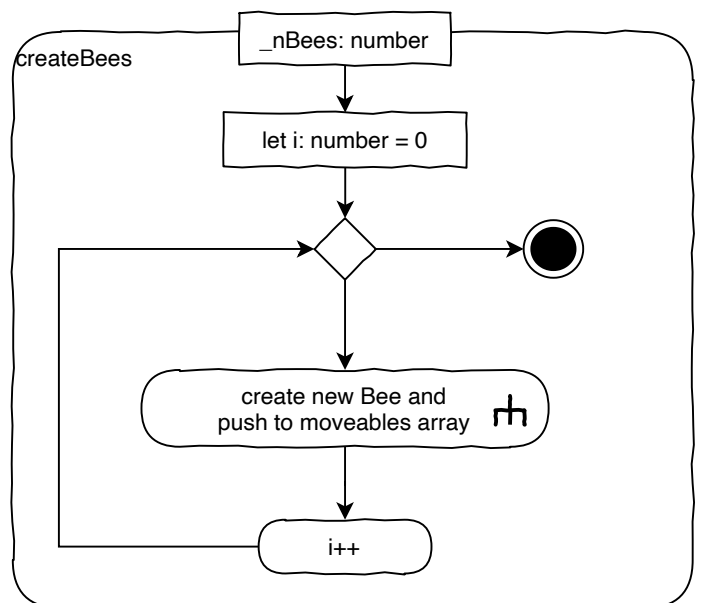 _nBees: number
createBees
let i: number = 0
create new Bee and
push to moveables array
i++